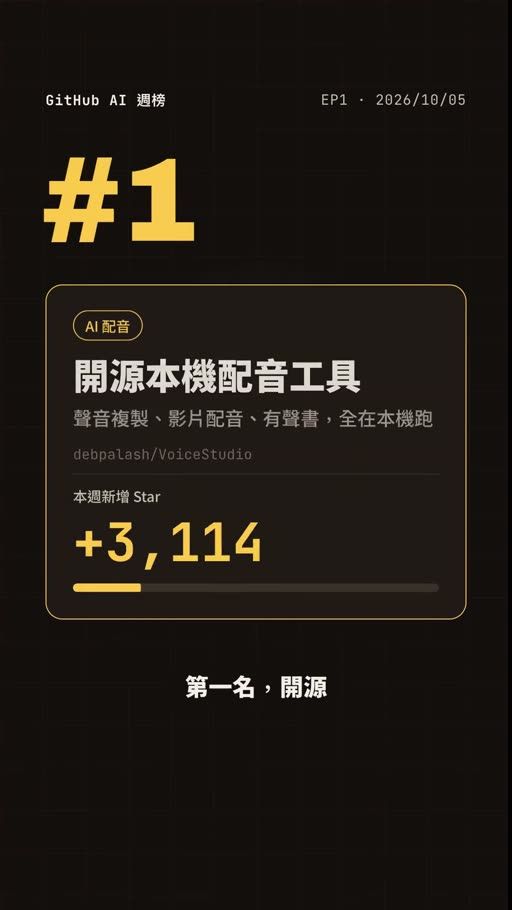 GitHub AI 週榜
EP1 · 2026/10/05
#1
AI 配音
開源本機配音工具
聲音複製、影片配音、有聲書，全在本機跑
debpalash/VoiceStudio
本週新增 Star
+3,114
第一名，開源